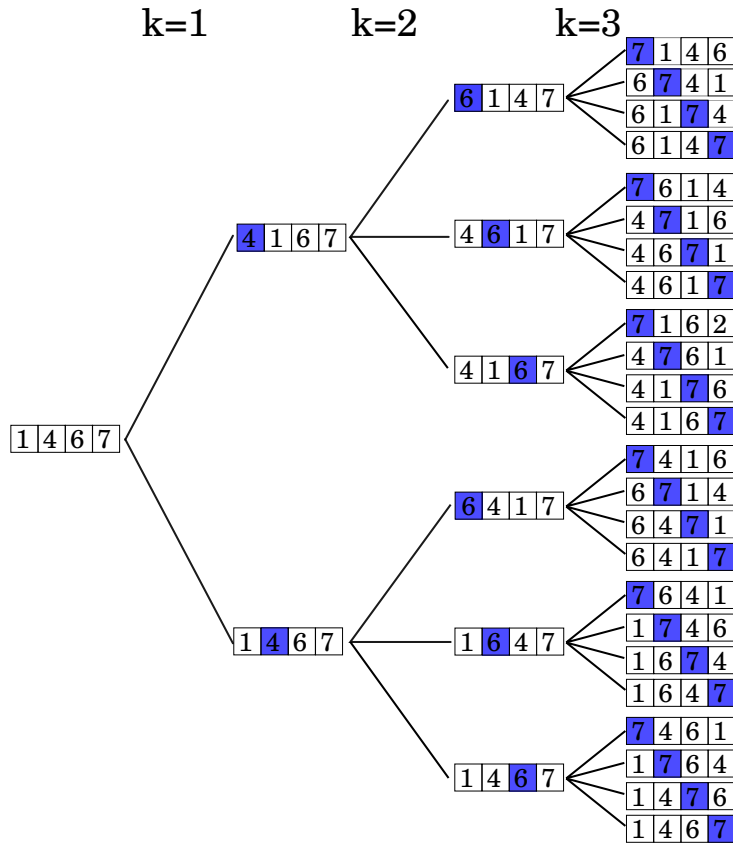 k=1 k=2 k=3
7 1 4 6
6 1 4 7
6 7 4 1
6 1 7 4
6 1 4 7
7 6 1 4
4 1 6 7
4 6 1 7
4 7 1 6
4 6 7 1
4 6 1 7
7 1 6 2
4 1 6 7
4 7 6 1
4 1 7 6
4 1 6 7
1 4 6 7
7 4 1 6
6 4 1 7
6 7 1 4
6 4 7 1
6 4 1 7
7 6 4 1
1 4 6 7
1 6 4 7
1 7 4 6
1 6 7 4
1 6 4 7
7 4 6 1
1 4 6 7
1 7 6 4
1 4 7 6
1 4 6 7